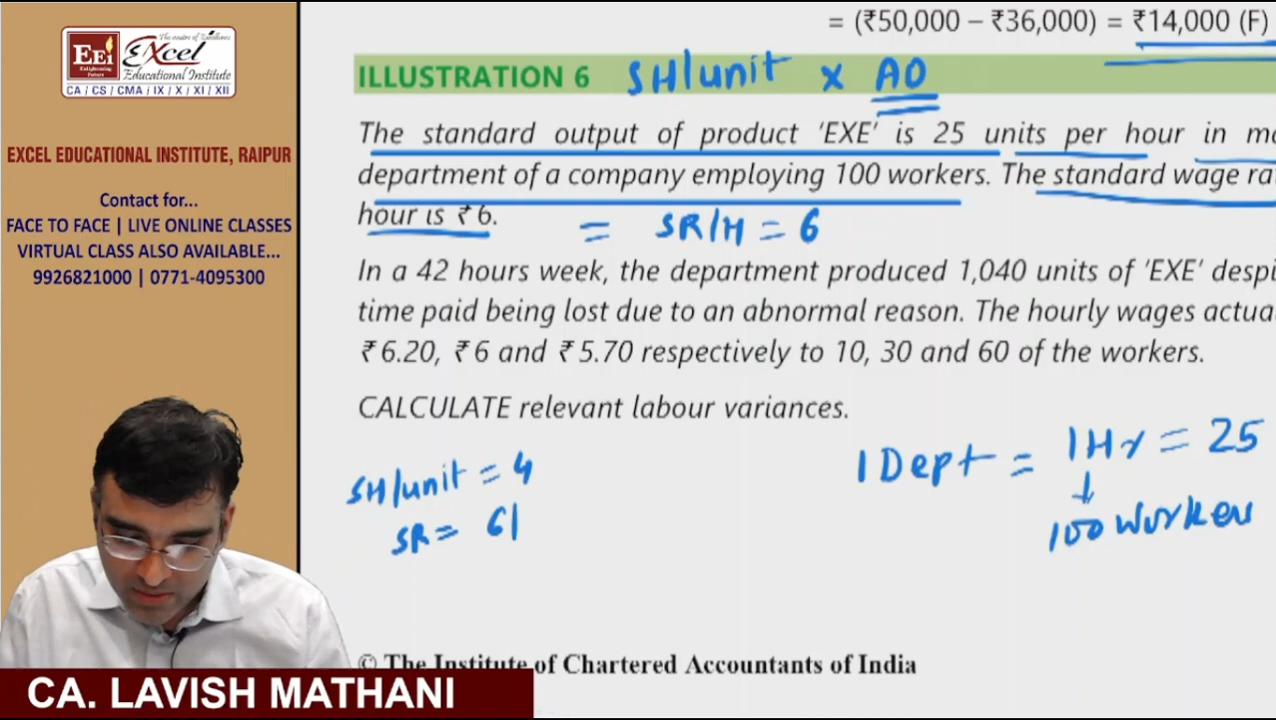 = (₹50,000 – ₹36,000) = ₹14,000 (F)
The centre of Excellence
EEi
Excel
Educational Institute
CA / CS / CMA / IX / X / XI / XII
ILLUSTRATION 6 SH/unit x AO
EXCEL EDUCATIONAL INSTITUTE, RAIPUR
Contact for...
FACE TO FACE | LIVE ONLINE CLASSES
VIRTUAL CLASS ALSO AVAILABLE...
9926821000 | 0771-4095300
The standard output of product 'EXE' is 25 units per hour in
department of a company employing 100 workers. The standard wage
hour is ₹ 6.
= SR/H = 6
In a 42 hours week, the department produced 1,040 units of 'EXE'
time paid being lost due to an abnormal reason. The hourly wages
₹ 6.20, ₹ 6 and ₹ 5.70 respectively to 10, 30 and 60 of the workers.
CALCULATE relevant labour variances.
SH/unit = 4
SR = 6/
1 Dept = 1 Hr = 25
↓
100 worker
© The Institute of Chartered Accountants of India
CA. LAVISH MATHANI